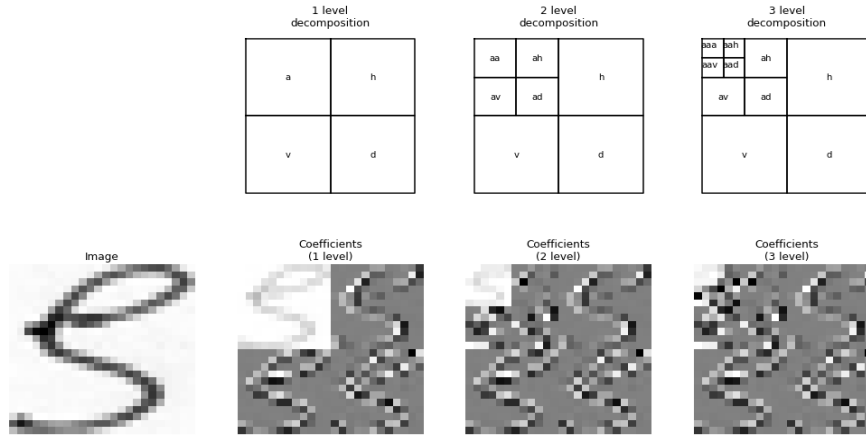 1 level
decomposition
2 level
decomposition
3 level
decomposition
a
h
v
d
aa
ah
av
ad
h
v
d
aaa
aah
aav
aad
ah
av
ad
h
v
d
Image
Coefficients
(1 level)
Coefficients
(2 level)
Coefficients
(3 level)